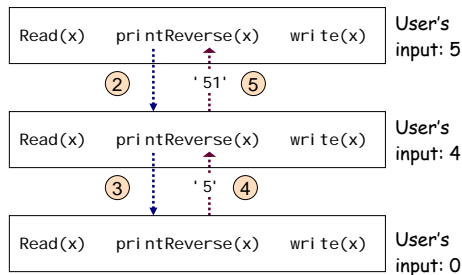 Read(x) printReverse(x) write(x)
User's
input: 5
2 '51' 5
Read(x) printReverse(x) write(x)
User's
input: 4
3 '5' 4
Read(x) printReverse(x) write(x)
User's
input: 0